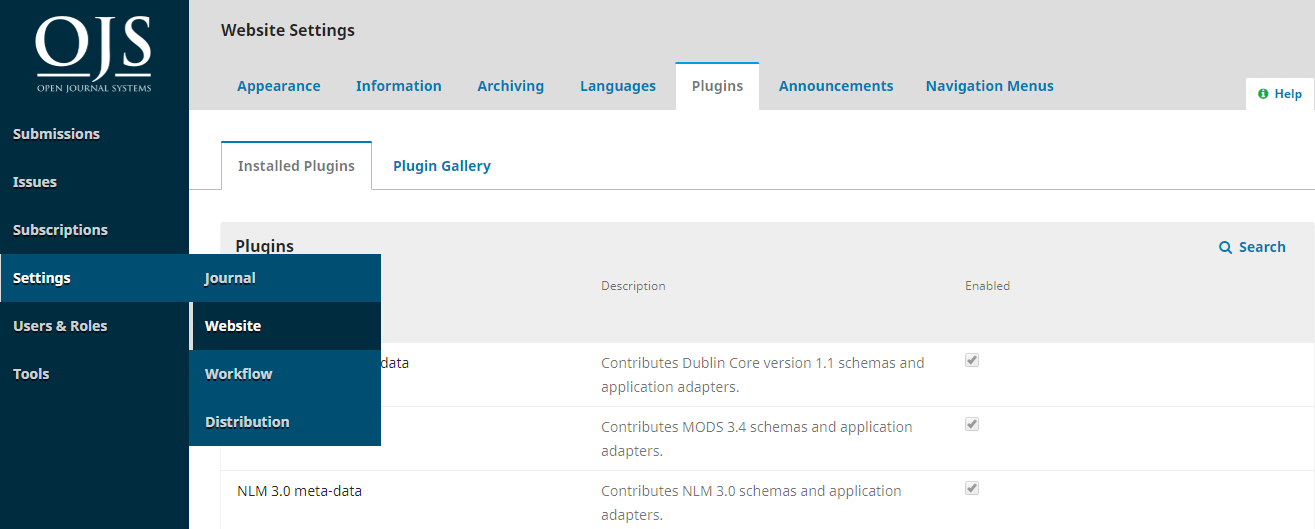 OJS
OPEN JOURNAL SYSTEMS
Submissions
Issues
Subscriptions
Settings
Users & Roles
Tools
Journal
Website
Workflow
Distribution
Website Settings
Appearance Information Archiving Languages Plugins Announcements Navigation Menus
Help
Installed Plugins Plugin Gallery
Plugins
Search
Description Enabled
data Contributes Dublin Core version 1.1 schemas and
application adapters.
Contributes MODS 3.4 schemas and application
adapters.
NLM 3.0 meta-data Contributes NLM 3.0 schemas and application
adapters.